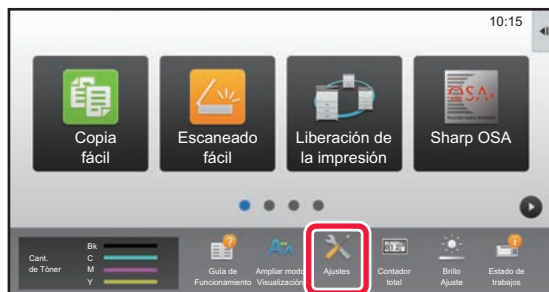 10:15
Copia
fácil
Escaneado
fácil
Liberación de
la impresión
OSA
Sharp OSA
Cant.
de Tóner
Bk
C
M
Y
Guía de
Funcionamiento
Ampliar modo
Visualización
Ajustes
Contador
total
Brillo
Ajuste
Estado de
trabajos